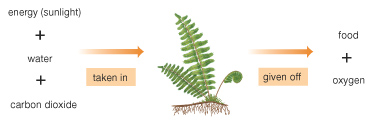 energy (sunlight)
+
water
+
carbon dioxide
taken in
given off
food
+
oxygen